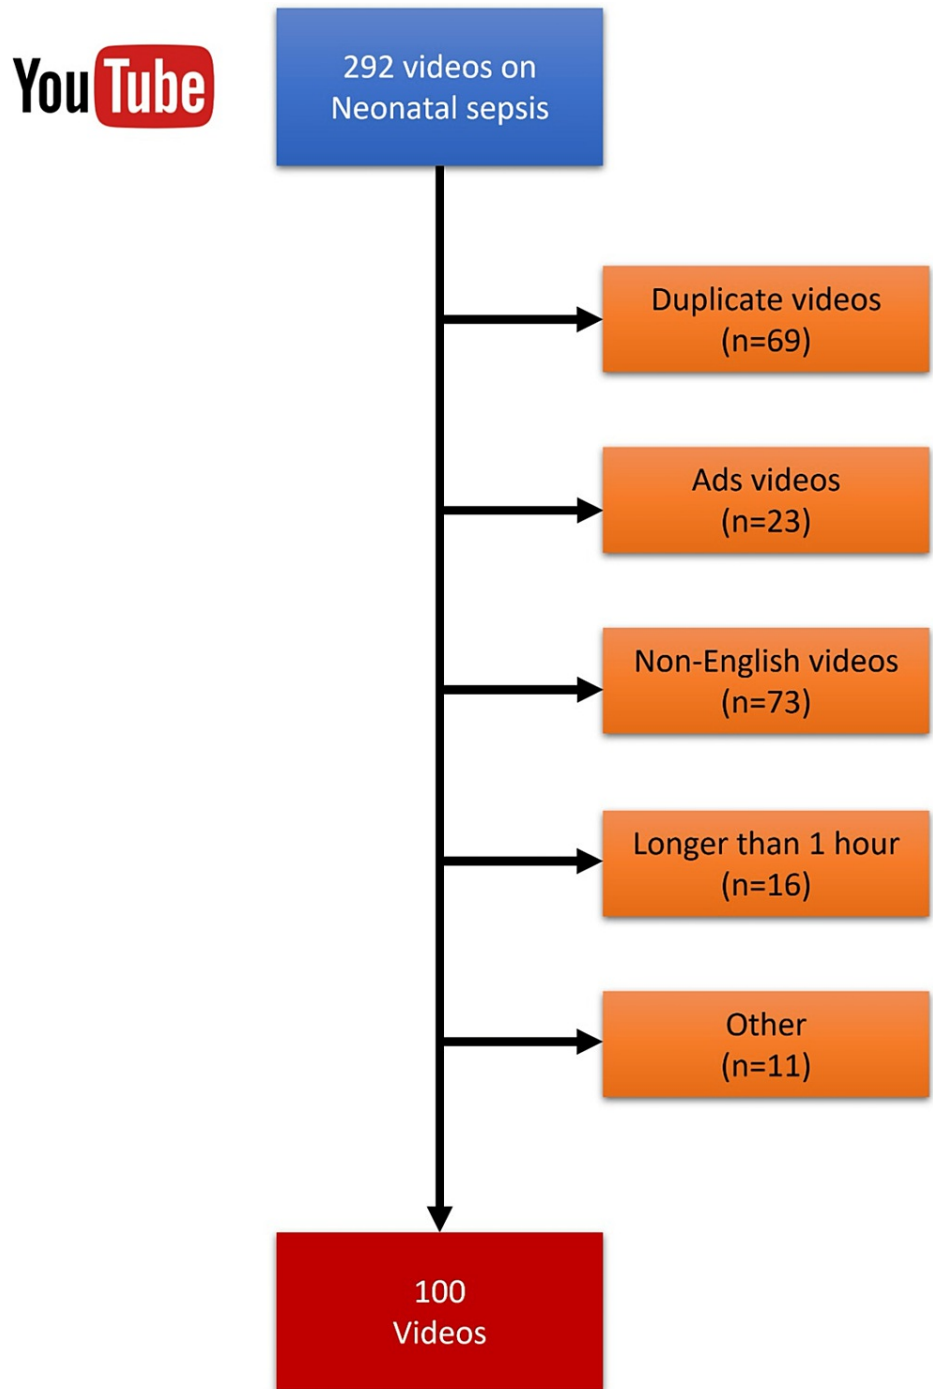 YouTube
292 videos on
Neonatal sepsis
Duplicate videos
(n=69)
Ads videos
(n=23)
Non-English videos
(n=73)
Longer than 1 hour
(n=16)
Other
(n=11)
100
Videos